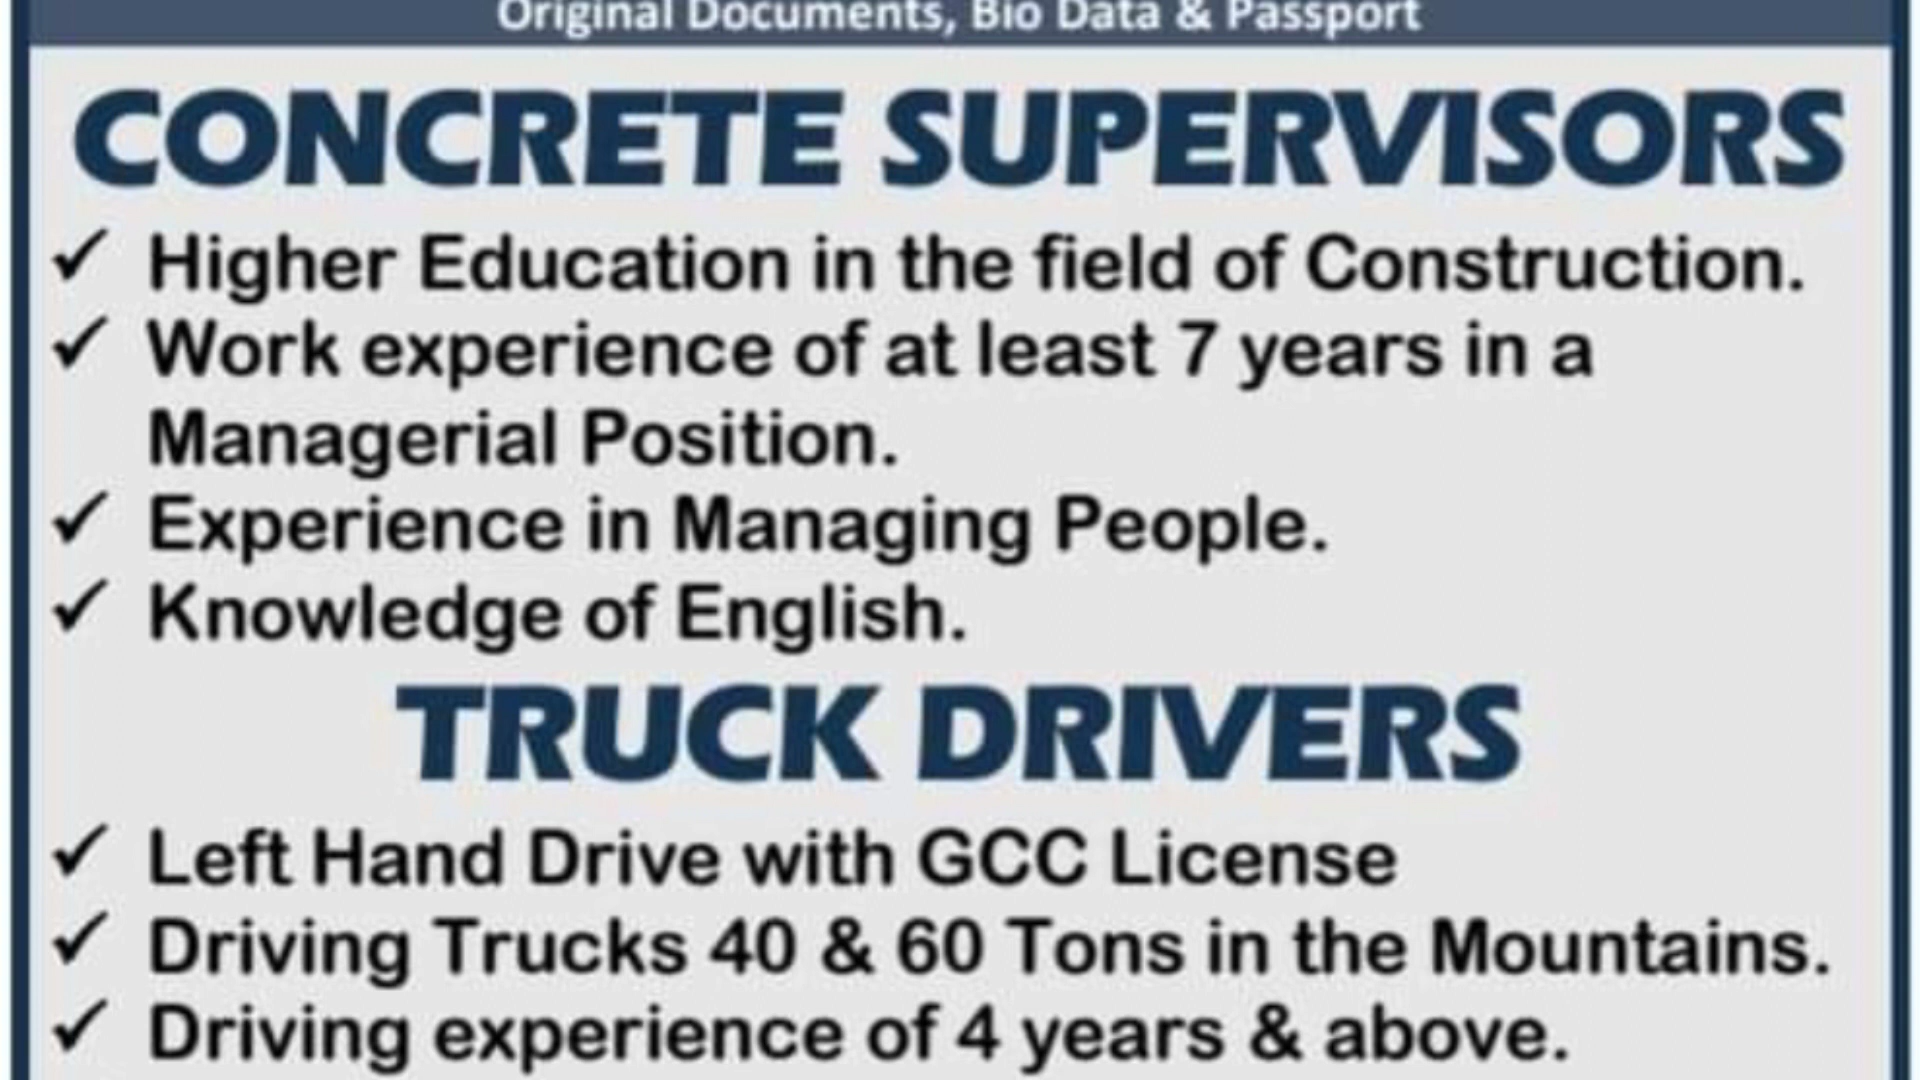 Original Documents, Bio Data & Passport
CONCRETE SUPERVISORS
✓ Higher Education in the field of Construction.
✓ Work experience of at least 7 years in a
Managerial Position.
✓ Experience in Managing People.
✓ Knowledge of English.
TRUCK DRIVERS
✓ Left Hand Drive with GCC License
✓ Driving Trucks 40 & 60 Tons in the Mountains.
✓ Driving experience of 4 years & above.